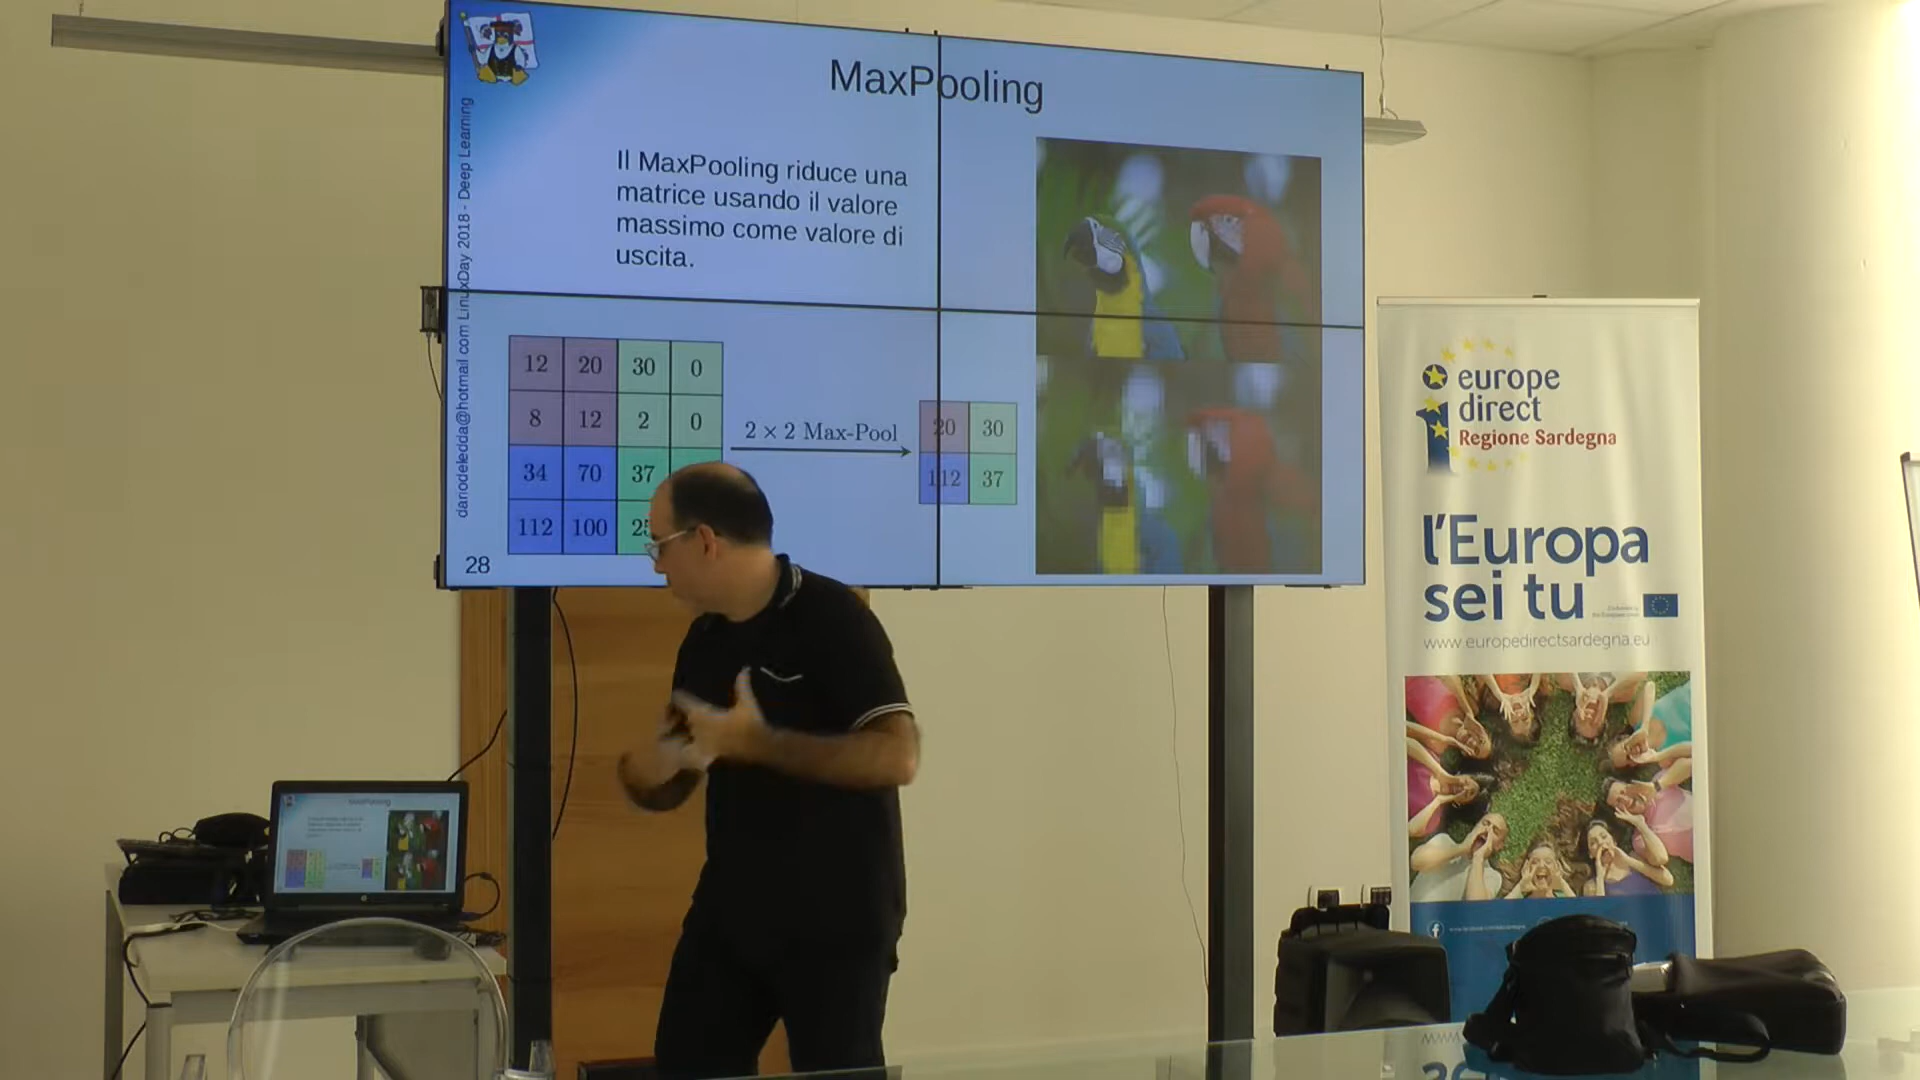 MaxPooling
Il MaxPooling riduce una
matrice usando il valore
massimo come valore di
uscita.
dariodeledda@hotmail com LinuxDay 2018 - Deep Learning
12 20 30 0
8 12 2 0
34 70 37
112 100
2 × 2 Max-Pool
20 30
112 37
28
europe
direct
Regione Sardegna
l'Europa
sei tu
www.europedirectsardegna.eu
MaxPooling